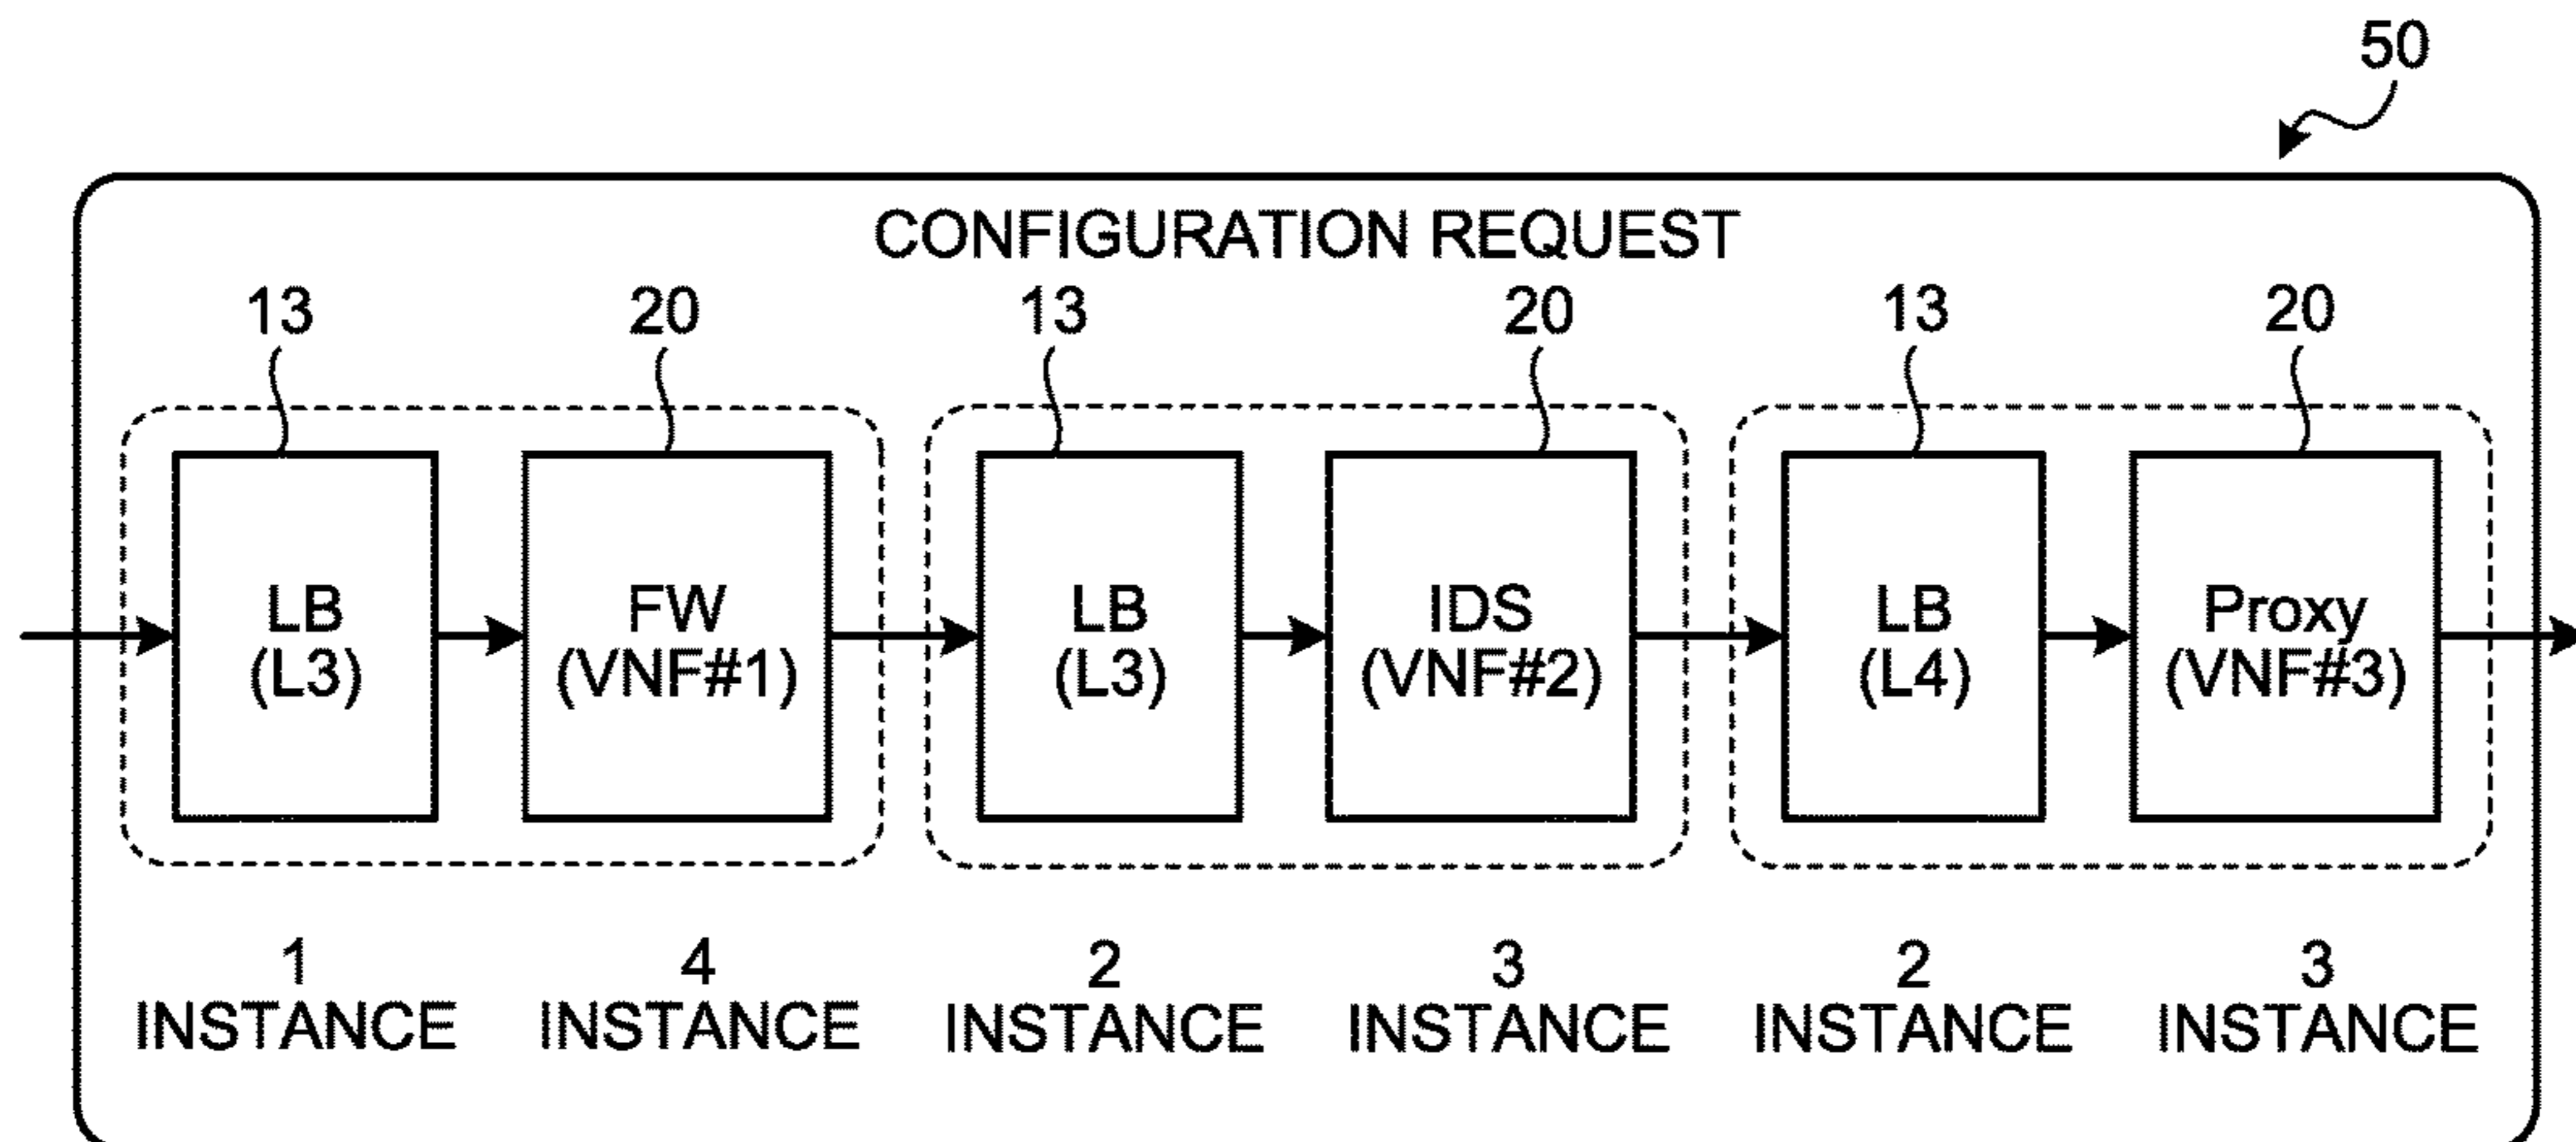 50
CONFIGURATION REQUEST
13
20
13
20
13
20
LB
(L3)
FW
(VNF#1)
LB
(L3)
IDS
(VNF#2)
LB
(L4)
Proxy
(VNF#3)
1
INSTANCE
4
INSTANCE
2
INSTANCE
3
INSTANCE
2
INSTANCE
3
INSTANCE